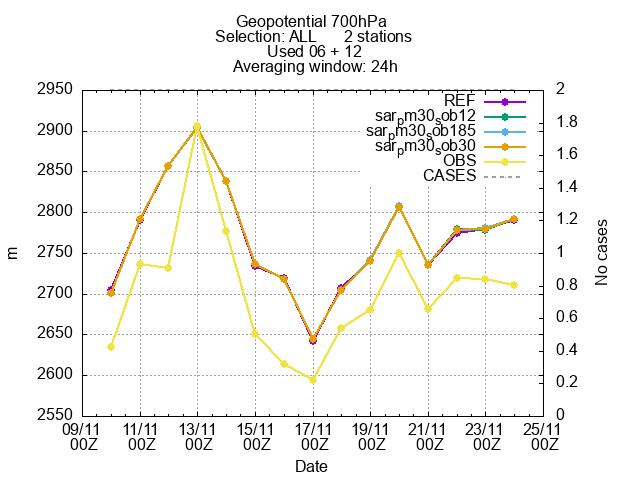 Geopotential 700hPa
Selection: ALL 2 stations
Used 06 + 12
Averaging window: 24h
2950
2900
2850
2800
2750
2700
2650
2600
2550
m
2
1.8
1.6
1.4
1.2
1
0.8
0.6
0.4
0.2
0
No cases
REF
sarpm30sob12
sarpm30sob185
sarpm30sob30
OBS
CASES
09/11 11/11 13/11 15/11 17/11 19/11 21/11 23/11 25/11
00Z 00Z 00Z 00Z 00Z 00Z 00Z 00Z 00Z
Date